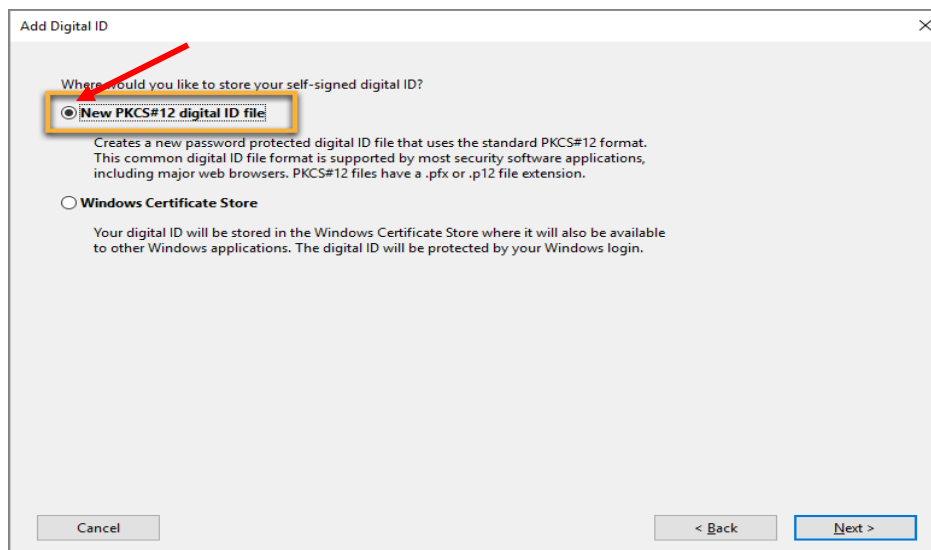 Add Digital ID
Where would you like to store your self-signed digital ID?
New PKCS#12 digital ID file
Creates a new password protected digital ID file that uses the standard PKCS#12 format.
This common digital ID file format is supported by most security software applications,
including major web browsers. PKCS#12 files have a .pfx or .p12 file extension.
Windows Certificate Store
Your digital ID will be stored in the Windows Certificate Store where it will also be available
to other Windows applications. The digital ID will be protected by your Windows login.
Cancel
< Back
Next >